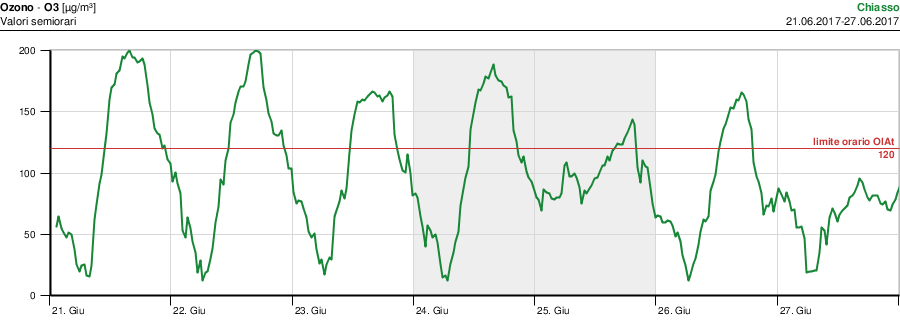 Ozono - O3 [µg/m³]
Chiasso
Valori semiorari
21.06.2017-27.06.2017
200
150
limite orario OIAt
120
100
50
0
21. Giu
22. Giu
23. Giu
24. Giu
25. Giu
26. Giu
27. Giu